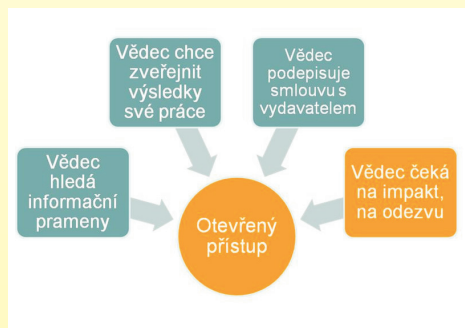 Vědec chce
zveřejnit
výsledky
své práce
Vědec
podepisuje
smlouvu s
vydavatelem
Vědec
hledá
informační
prameny
Vědec čeká
na impakt,
na odezvu
Otevřený
přístup